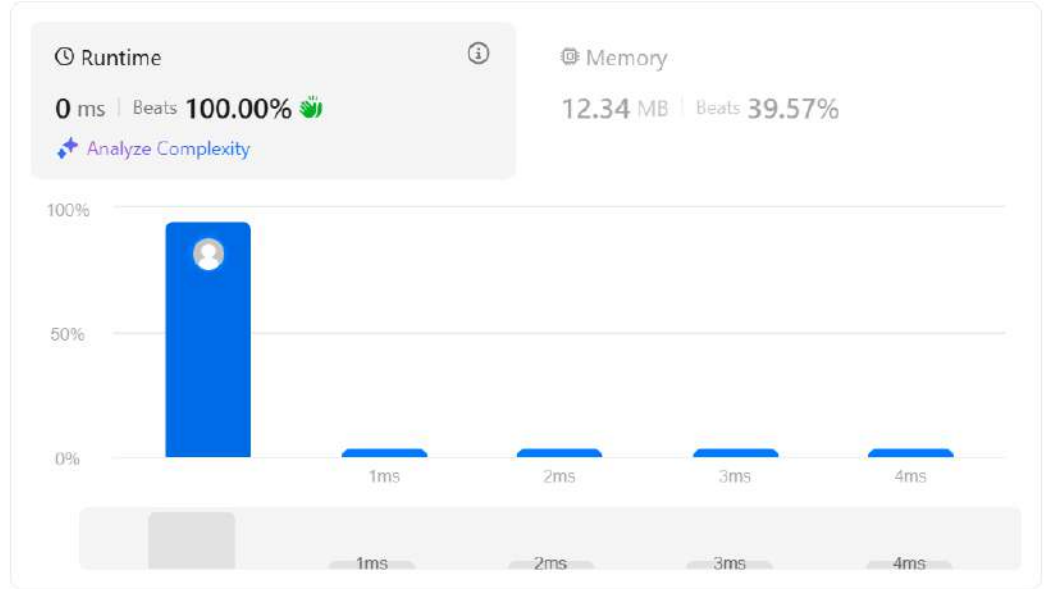 Runtime
0 ms | Beats 100.00%
Analyze Complexity
Memory
12.34 MB | Beats 39.57%
100%
50%
0%
1ms 2ms 3ms 4ms
1ms 2ms 3ms 4ms